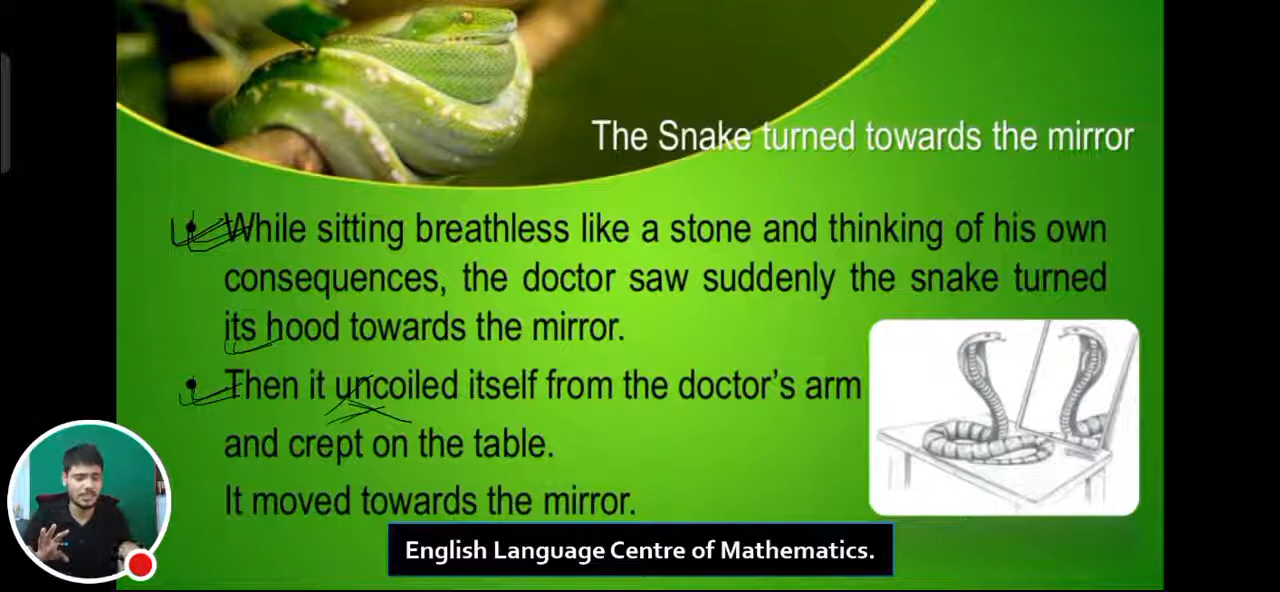 The Snake turned towards the mirror
While sitting breathless like a stone and thinking of his own
consequences, the doctor saw suddenly the snake turned
its hood towards the mirror.
Then it uncoiled itself from the doctor's arm
and crept on the table.
It moved towards the mirror.
English Language Centre of Mathematics.